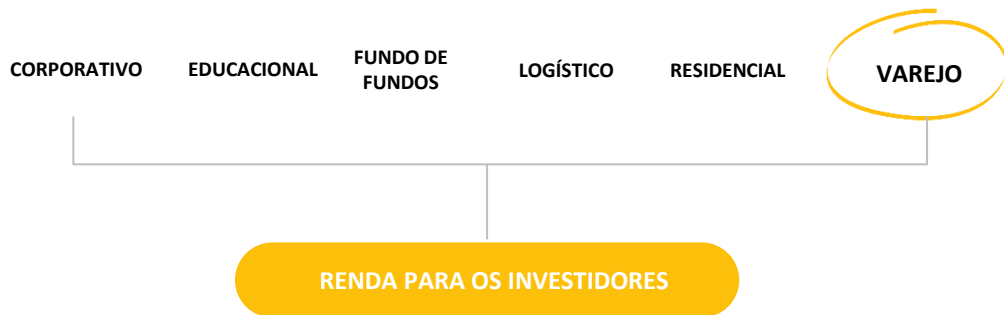 CORPORATIVO
EDUCACIONAL
FUNDO DE
FUNDOS
LOGÍSTICO
RESIDENCIAL
VAREJO
RENDA PARA OS INVESTIDORES